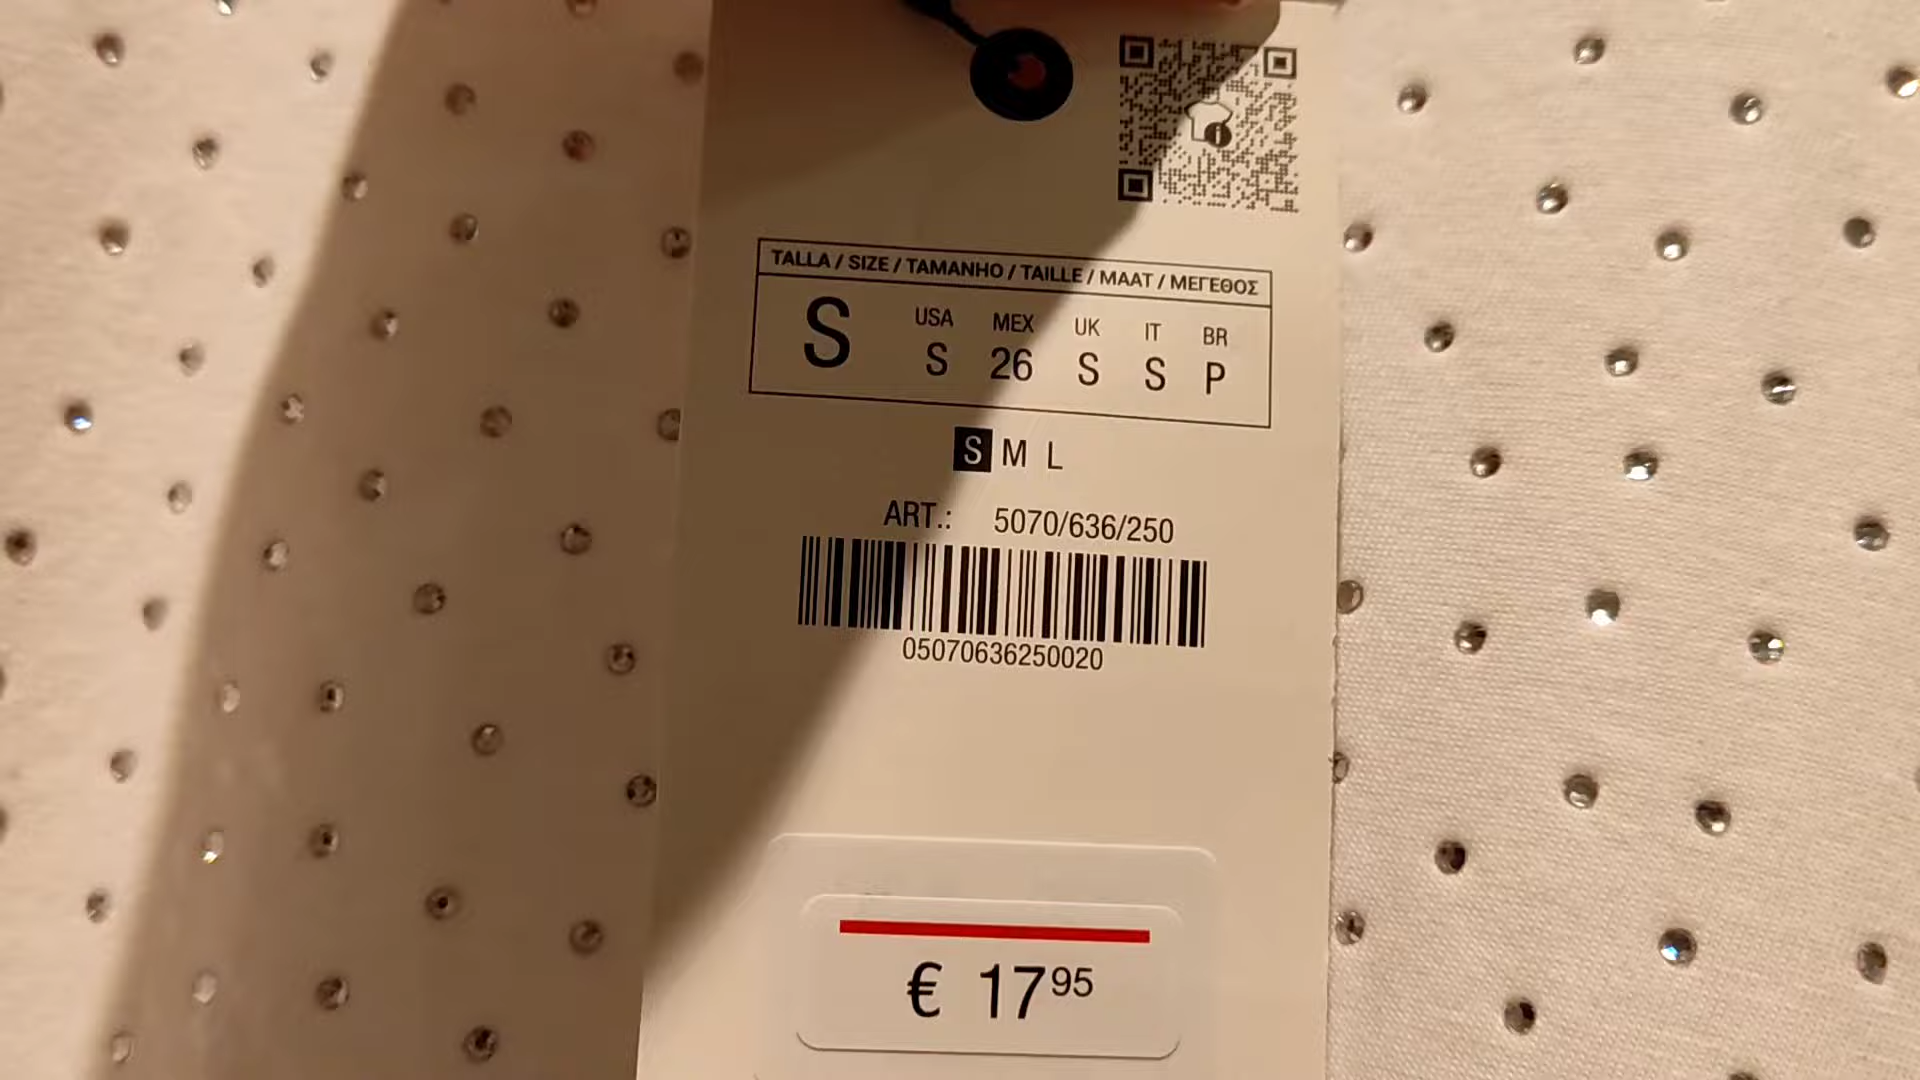 TALLA / SIZE / TAMANHO / TAILLE / MAAT / ΜΕΓΕΘΟΣ
USA MEX UK IT BR
S S 26 S S P
S M L
ART.: 5070/636/250
05070636250020
€ 1795